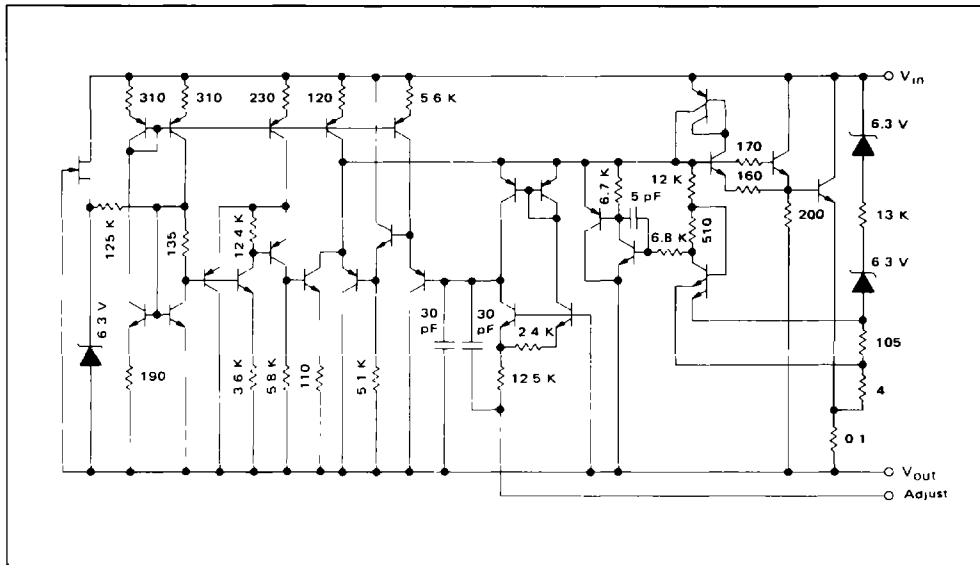 310
310
230
120
5.6 K
V_in
6.3 V
170
160
12 K
6.7 K
5 pF
510
200
13 K
125 K
135
12.4 K
6.8 K
6.3 V
6.3 V
30
pF
30
pF
2.4 K
105
190
3.6 K
5.8 K
110
5.1 K
12.5 K
4
0.1
V_out
Adjust